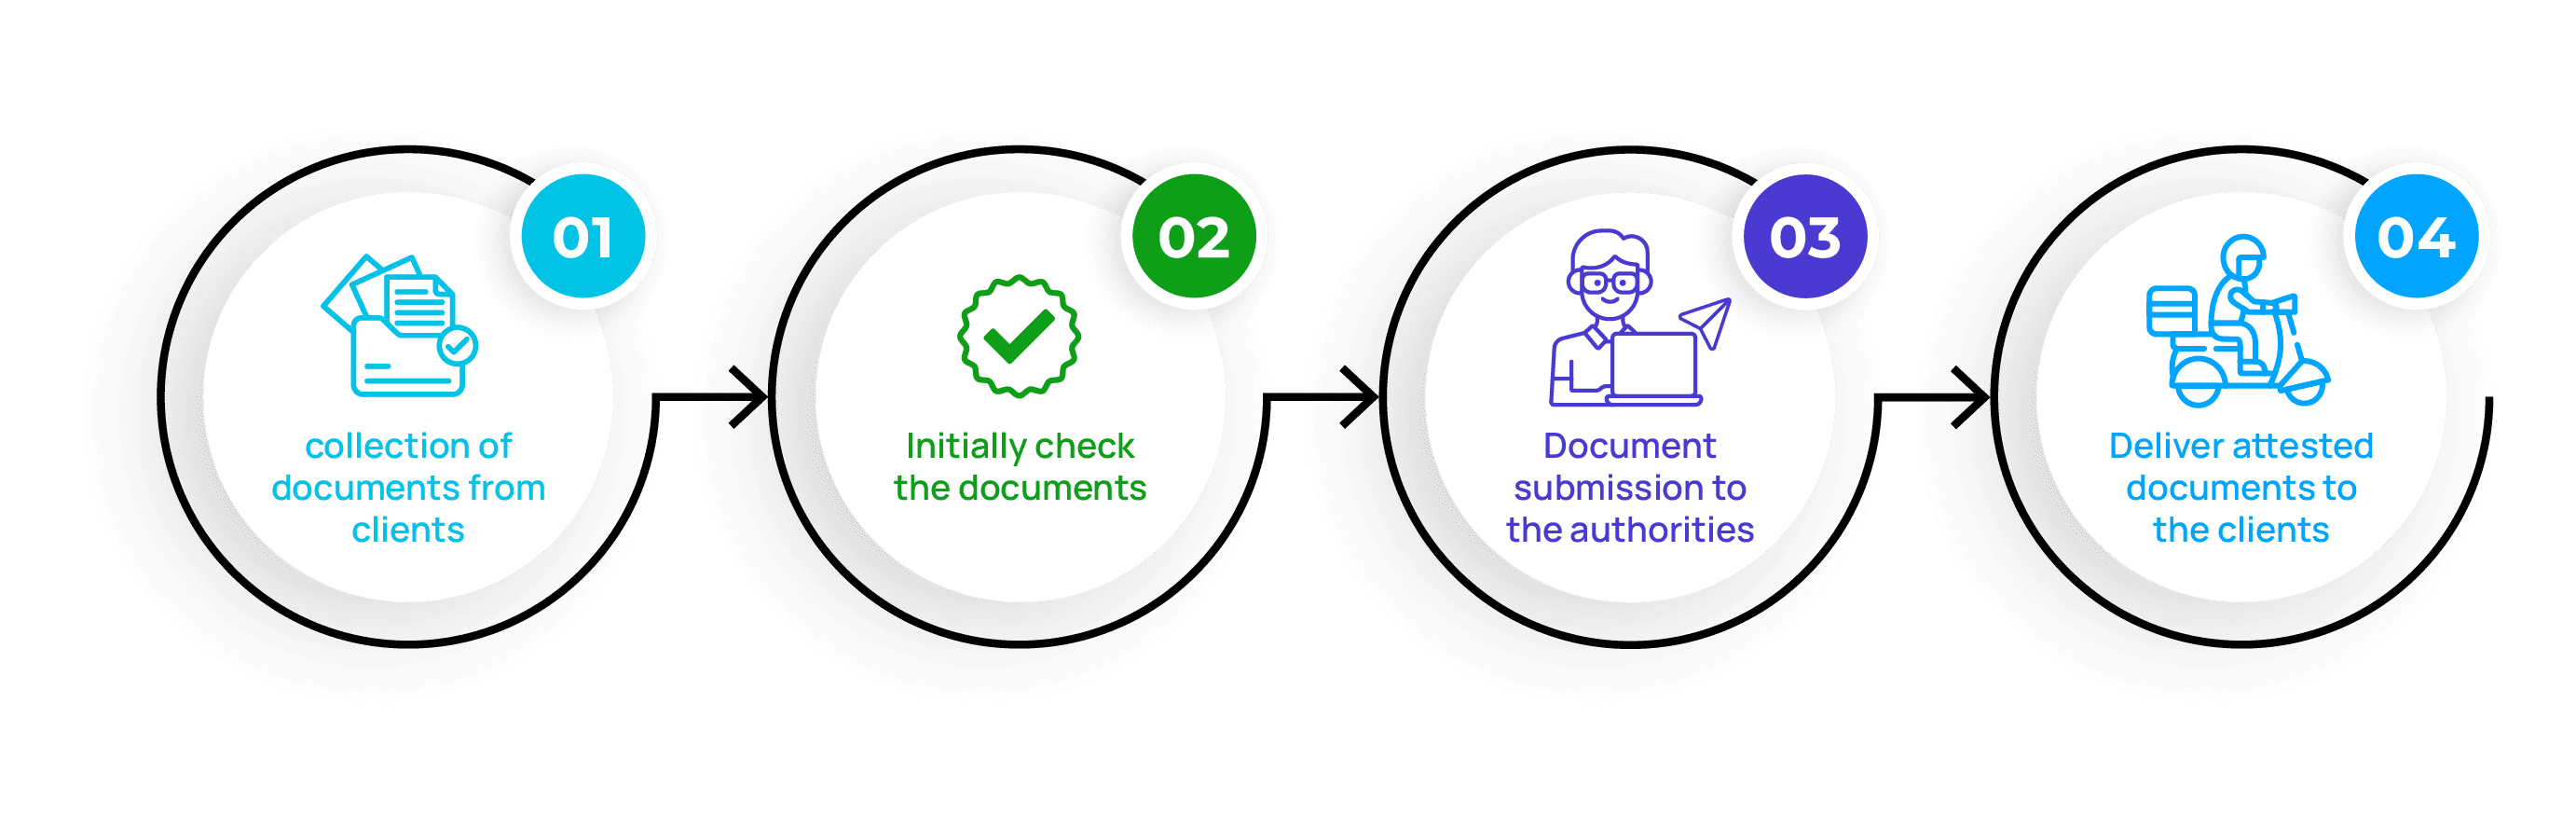 01
collection of
documents from
clients
02
Initially check
the documents
03
Document
submission to
the authorities
04
Deliver attested
documents to
the clients